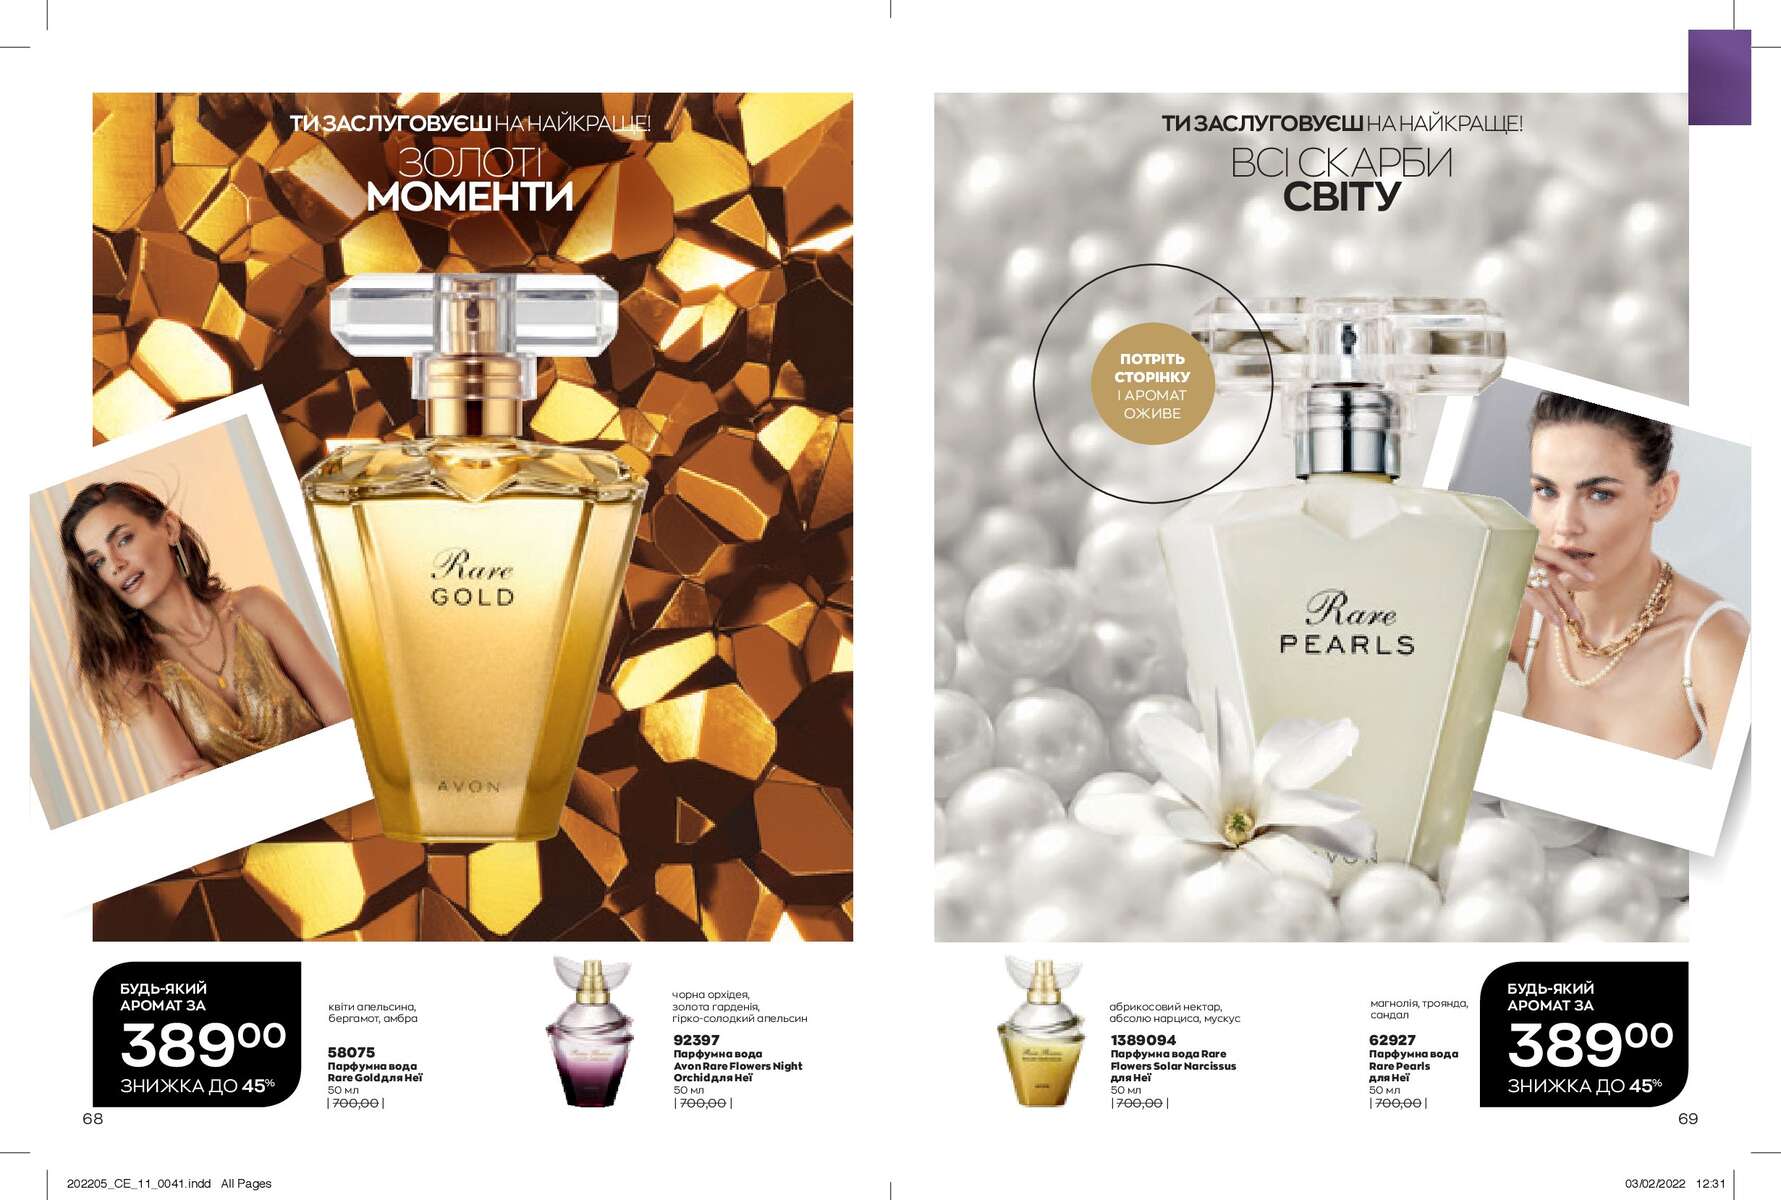 ТИ ЗАСЛУГОВУЄШ НА НАЙКРАЩЕ!
ЗОЛОТІ
МОМЕНТИ
Rare
GOLD
AVON
БУДЬ-ЯКИЙ
АРОМАТ ЗА
389⁰⁰
ЗНИЖКА ДО 45%
68
квіти апельсина,
бергамот, амбра
58075
Парфумна вода
Rare Gold для Неї
50 мл
| 700,00 |
чорна орхідея,
золота гарденія,
гірко-солодкий апельсин
92397
Парфумна вода
Avon Rare Flowers Night
Orchid для Неї
50 мл
| 700,00 |
ТИ ЗАСЛУГОВУЄШ НА НАЙКРАЩЕ!
ВСІ СКАРБИ
СВІТУ
ПОТРІТЬ
СТОРІНКУ
І АРОМАТ
ОЖИВЕ
Rare
PEARLS
AVON
абрикосовий нектар,
абсолю нарциса, мускус
1389094
Парфумна вода Rare
Flowers Solar Narcissus
для Неї
50 мл
| 700,00 |
магнолія, троянда,
сандал
62927
Парфумна вода
Rare Pearls
для Неї
50 мл
| 700,00 |
БУДЬ-ЯКИЙ
АРОМАТ ЗА
389⁰⁰
ЗНИЖКА ДО 45%
69
202205_CE_11_0041.indd All Pages
03/02/2022 12:31